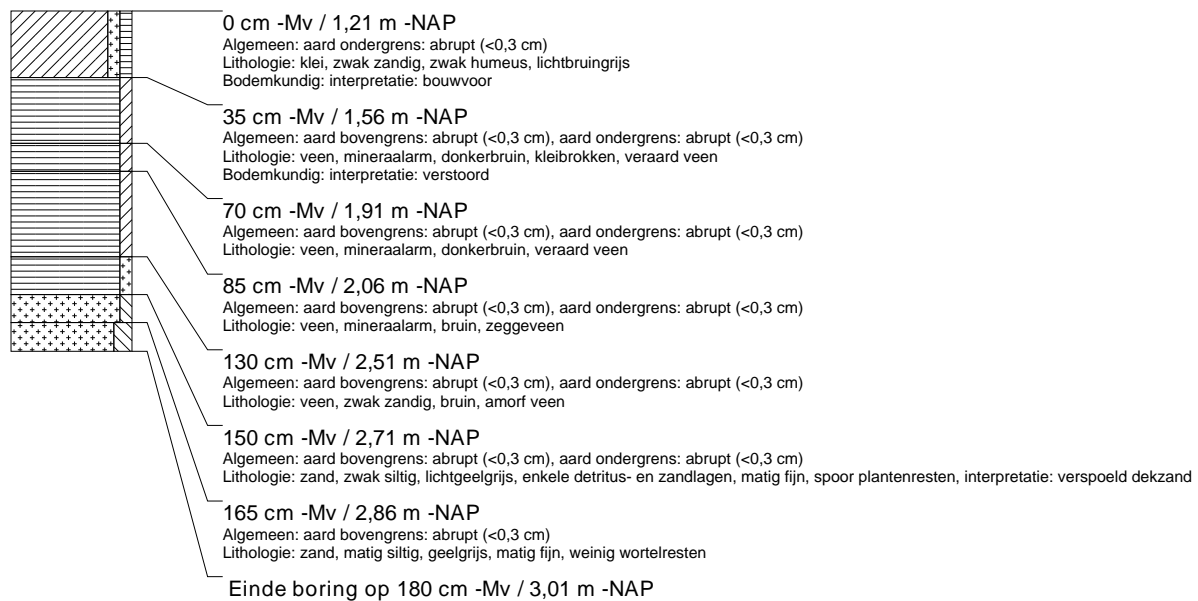 0 cm -Mv / 1,21 m -NAP
Algemeen: aard ondergrens: abrupt (<0,3 cm)
Lithologie: klei, zwak zandig, zwak humeus, lichtbruingrijs
Bodemkundig: interpretatie: bouwvoor
35 cm -Mv / 1,56 m -NAP
Algemeen: aard bovengrens: abrupt (<0,3 cm), aard ondergrens: abrupt (<0,3 cm)
Lithologie: veen, mineraalarm, donkerbruin, kleibrokken, veraard veen
Bodemkundig: interpretatie: verstoord
70 cm -Mv / 1,91 m -NAP
Algemeen: aard bovengrens: abrupt (<0,3 cm), aard ondergrens: abrupt (<0,3 cm)
Lithologie: veen, mineraalarm, donkerbruin, veraard veen
85 cm -Mv / 2,06 m -NAP
Algemeen: aard bovengrens: abrupt (<0,3 cm), aard ondergrens: abrupt (<0,3 cm)
Lithologie: veen, mineraalarm, bruin, zeggeveen
130 cm -Mv / 2,51 m -NAP
Algemeen: aard bovengrens: abrupt (<0,3 cm), aard ondergrens: abrupt (<0,3 cm)
Lithologie: veen, zwak zandig, bruin, amorf veen
150 cm -Mv / 2,71 m -NAP
Algemeen: aard bovengrens: abrupt (<0,3 cm), aard ondergrens: abrupt (<0,3 cm)
Lithologie: zand, zwak siltig, lichtgeelgrijs, enkele detritus- en zandlagen, matig fijn, spoor plantenresten, interpretatie: verspoeld dekzand
165 cm -Mv / 2,86 m -NAP
Algemeen: aard bovengrens: abrupt (<0,3 cm)
Lithologie: zand, matig siltig, geelgrijs, matig fijn, weinig wortelresten
Einde boring op 180 cm -Mv / 3,01 m -NAP